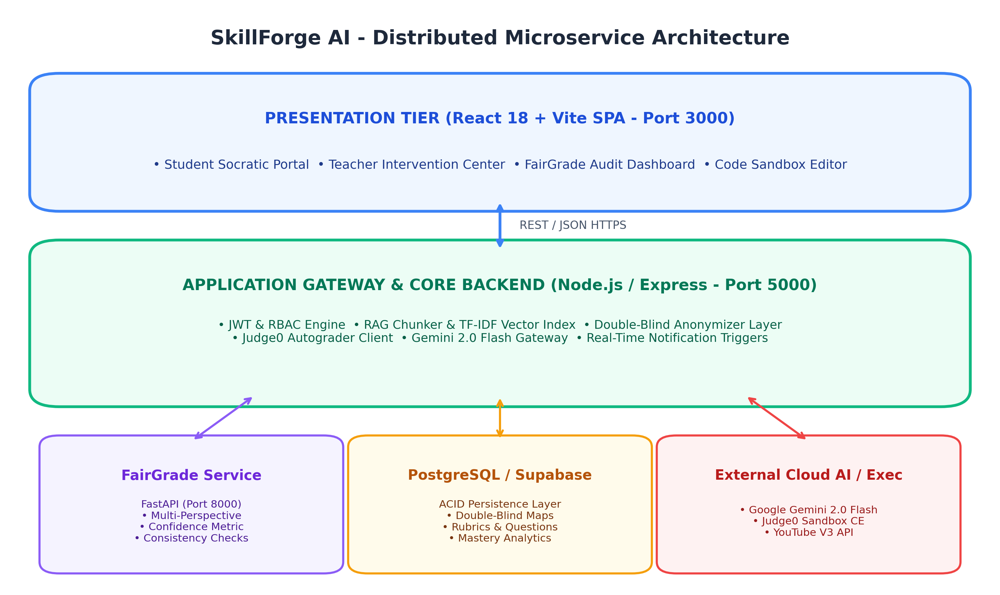 SkillForge AI - Distributed Microservice Architecture
PRESENTATION TIER (React 18 + Vite SPA - Port 3000)
• Student Socratic Portal • Teacher Intervention Center • FairGrade Audit Dashboard • Code Sandbox Editor
REST / JSON HTTPS
APPLICATION GATEWAY & CORE BACKEND (Node.js / Express - Port 5000)
• JWT & RBAC Engine • RAG Chunker & TF-IDF Vector Index • Double-Blind Anonymizer Layer
• Judge0 Autograder Client • Gemini 2.0 Flash Gateway • Real-Time Notification Triggers
FairGrade Service
FastAPI (Port 8000)
• Multi-Perspective
• Confidence Metric
• Consistency Checks
PostgreSQL / Supabase
ACID Persistence Layer
• Double-Blind Maps
• Rubrics & Questions
• Mastery Analytics
External Cloud AI / Exec
• Google Gemini 2.0 Flash
• Judge0 Sandbox CE
• YouTube V3 API